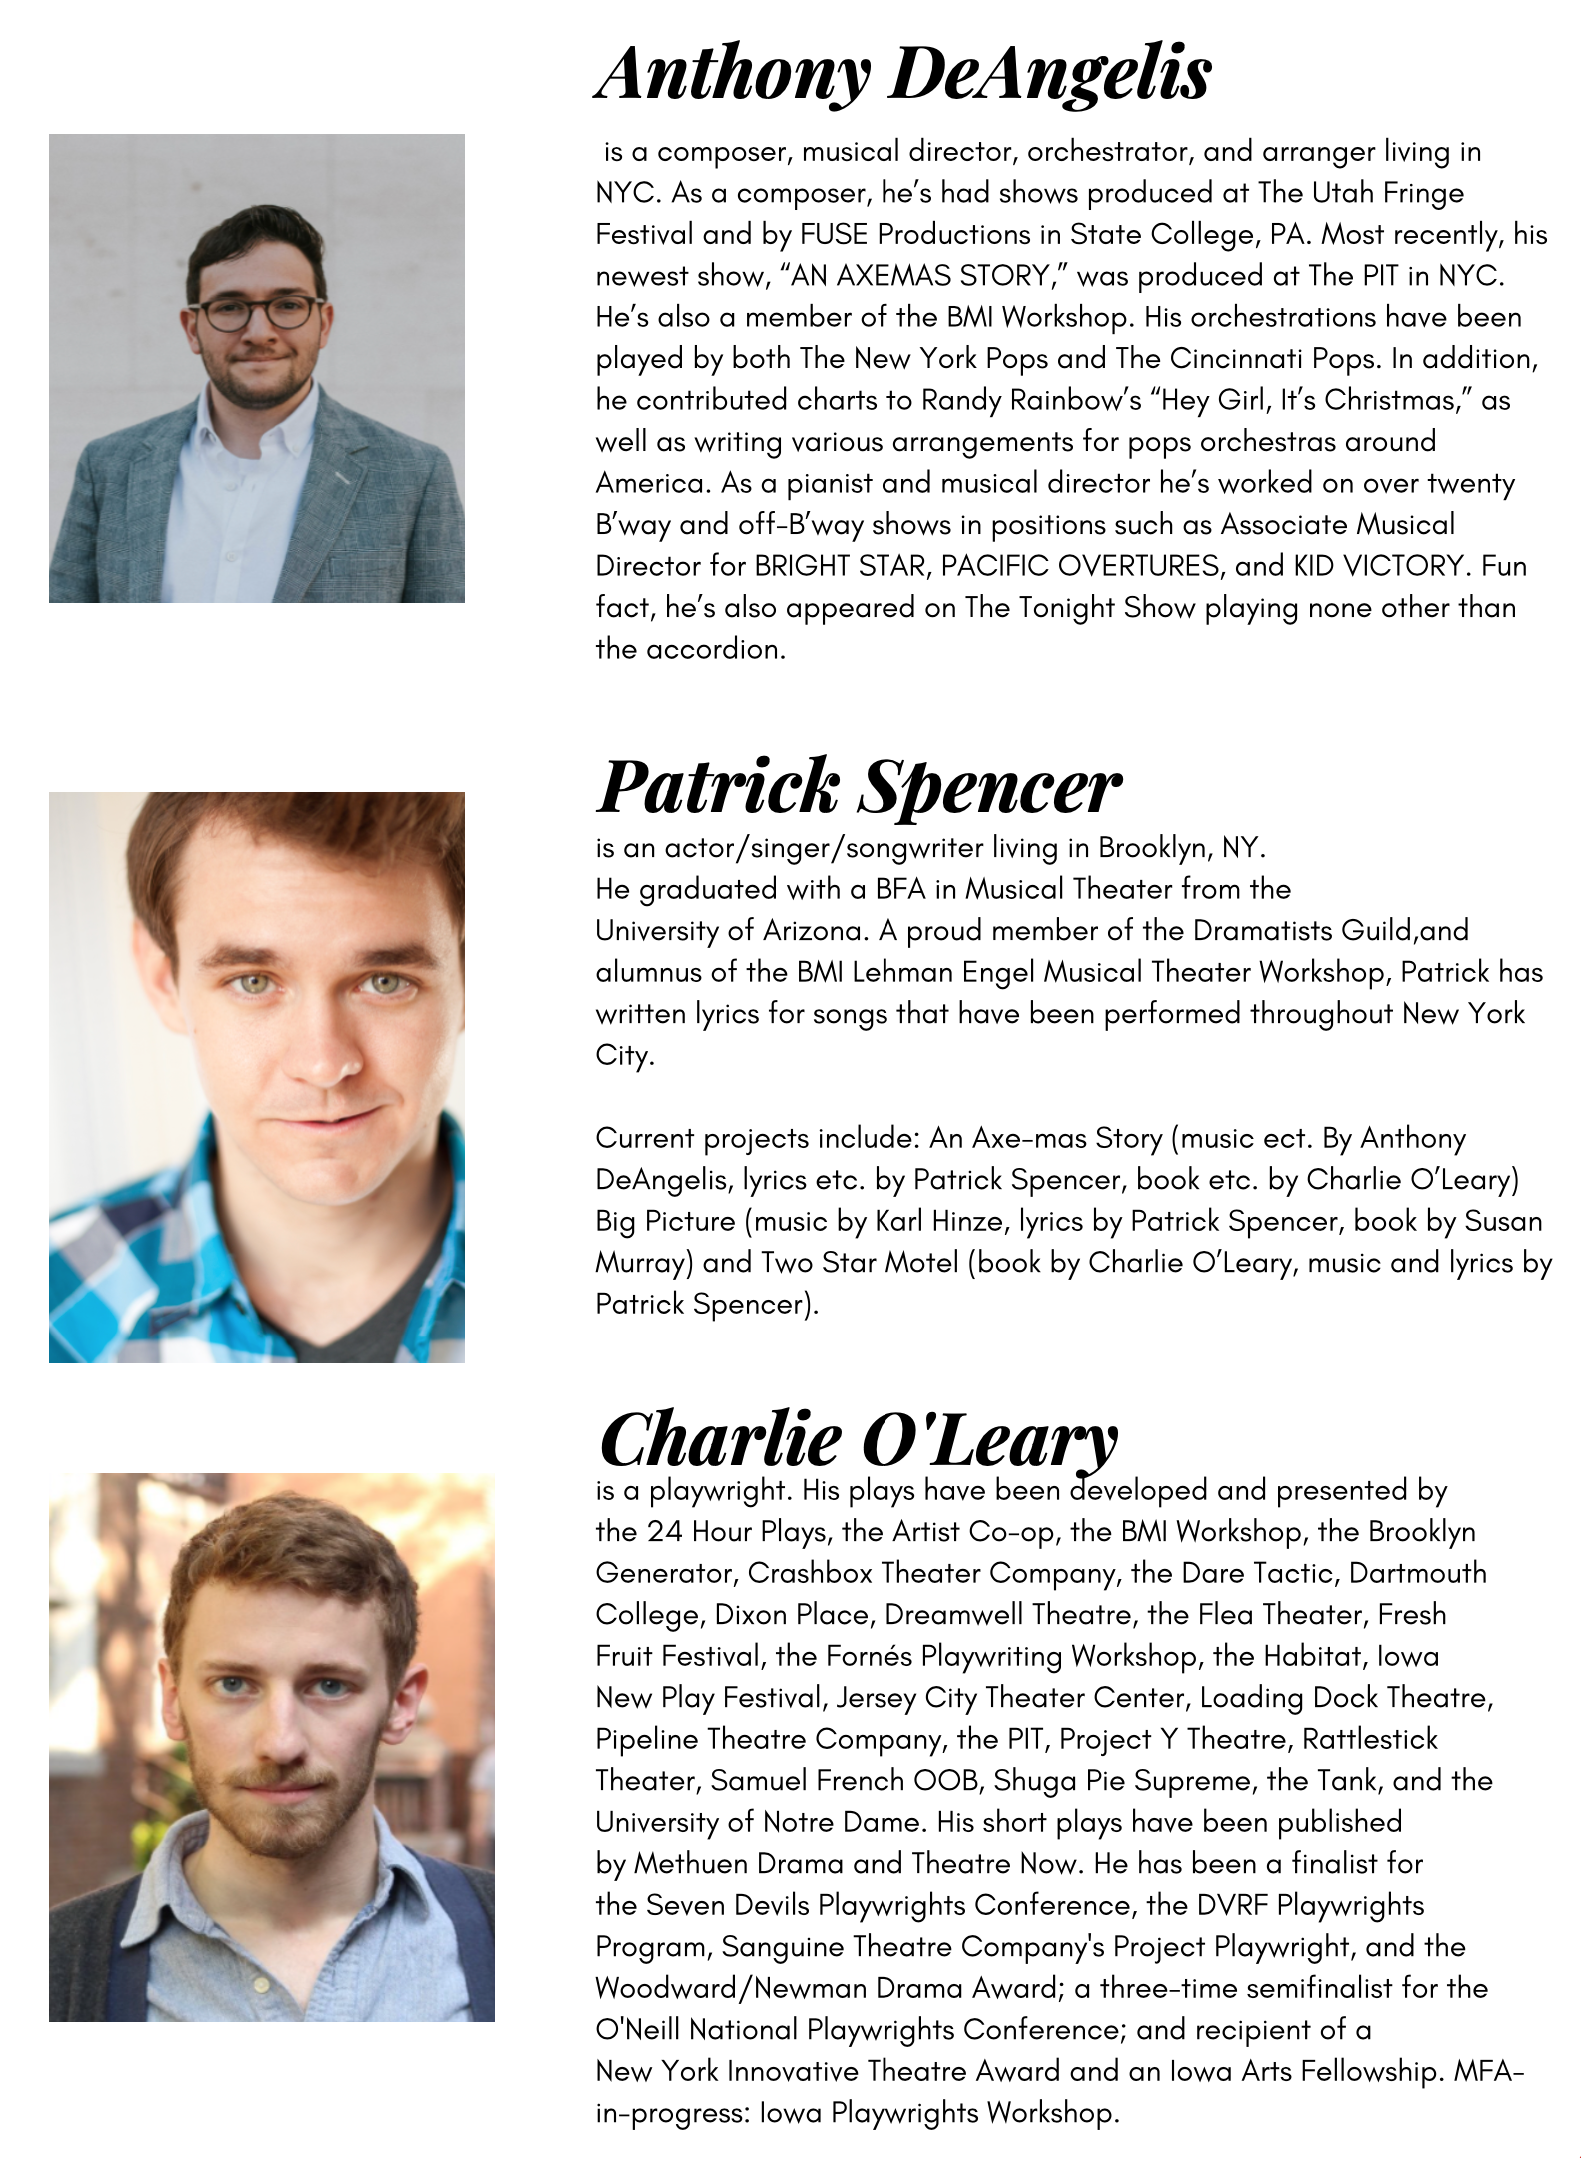 Anthony DeAngelis
is a composer, musical director, orchestrator, and arranger living in
NYC. As a composer, he’s had shows produced at The Utah Fringe
Festival and by FUSE Productions in State College, PA. Most recently, his
newest show, “AN AXEMAS STORY,” was produced at The PIT in NYC.
He’s also a member of the BMI Workshop. His orchestrations have been
played by both The New York Pops and The Cincinnati Pops. In addition,
he contributed charts to Randy Rainbow’s “Hey Girl, It’s Christmas,” as
well as writing various arrangements for pops orchestras around
America. As a pianist and musical director he’s worked on over twenty
B’way and off-B’way shows in positions such as Associate Musical
Director for BRIGHT STAR, PACIFIC OVERTURES, and KID VICTORY. Fun
fact, he’s also appeared on The Tonight Show playing none other than
the accordion.
Patrick Spencer
is an actor/singer/songwriter living in Brooklyn, NY.
He graduated with a BFA in Musical Theater from the
University of Arizona. A proud member of the Dramatists Guild,and
alumnus of the BMI Lehman Engel Musical Theater Workshop, Patrick has
written lyrics for songs that have been performed throughout New York
City.
Current projects include: An Axe-mas Story (music ect. By Anthony
DeAngelis, lyrics etc. by Patrick Spencer, book etc. by Charlie O’Leary)
Big Picture (music by Karl Hinze, lyrics by Patrick Spencer, book by Susan
Murray) and Two Star Motel (book by Charlie O’Leary, music and lyrics by
Patrick Spencer).
Charlie O'Leary
is a playwright. His plays have been developed and presented by
the 24 Hour Plays, the Artist Co-op, the BMI Workshop, the Brooklyn
Generator, Crashbox Theater Company, the Dare Tactic, Dartmouth
College, Dixon Place, Dreamwell Theatre, the Flea Theater, Fresh
Fruit Festival, the Fornés Playwriting Workshop, the Habitat, Iowa
New Play Festival, Jersey City Theater Center, Loading Dock Theatre,
Pipeline Theatre Company, the PIT, Project Y Theatre, Rattlestick
Theater, Samuel French OOB, Shuga Pie Supreme, the Tank, and the
University of Notre Dame. His short plays have been published
by Methuen Drama and Theatre Now. He has been a finalist for
the Seven Devils Playwrights Conference, the DVRF Playwrights
Program, Sanguine Theatre Company's Project Playwright, and the
Woodward/Newman Drama Award; a three-time semifinalist for the
O'Neill National Playwrights Conference; and recipient of a
New York Innovative Theatre Award and an Iowa Arts Fellowship. MFA-
in-progress: Iowa Playwrights Workshop.